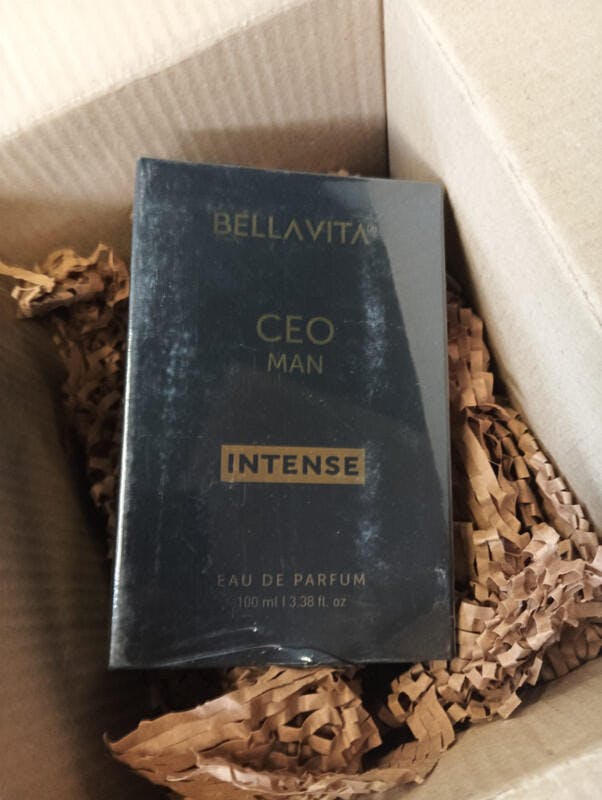 BELLAVITA®
CEO
MAN
INTENSE
EAU DE PARFUM
100 ml | 3.38 fl. oz